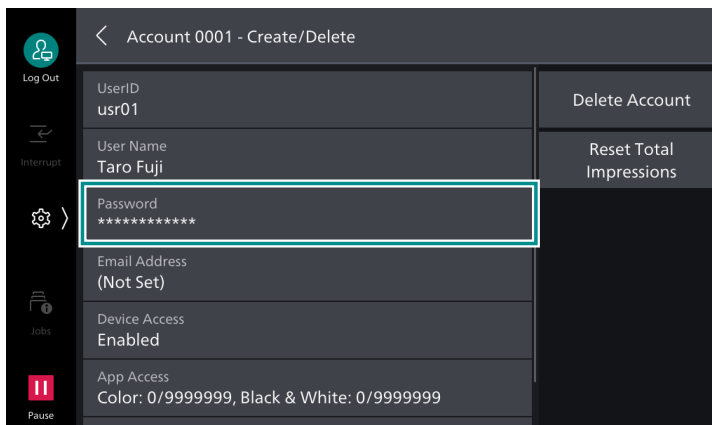 Account 0001 - Create/Delete
Log Out
UserID
usr01
Delete Account
Interrupt
User Name
Taro Fuji
Reset Total
Impressions
Password
************
Email Address
(Not Set)
Jobs
Device Access
Enabled
Pause
App Access
Color: 0/9999999, Black & White: 0/9999999